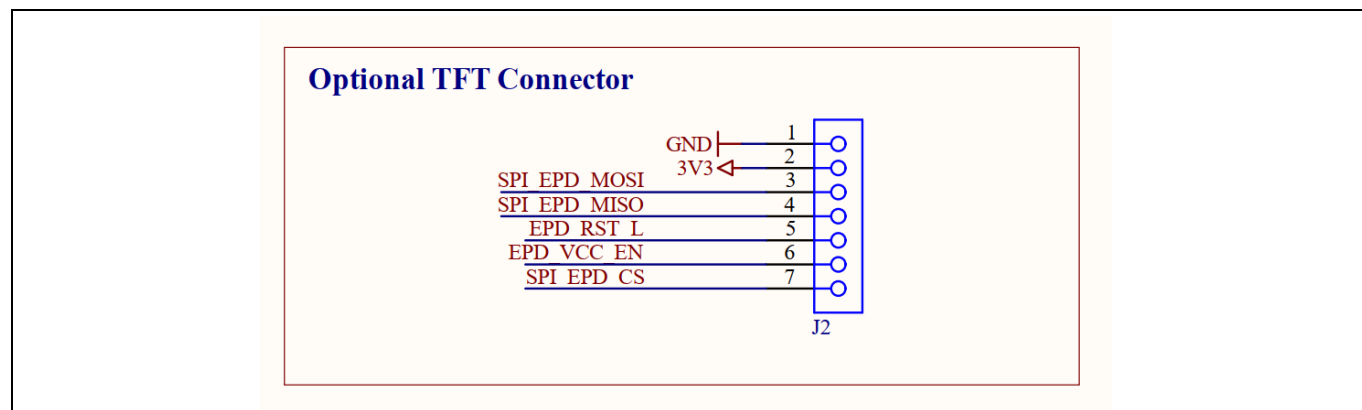 Optional TFT Connector
GND 1
3V3 2
SPI_EPD_MOSI 3
SPI_EPD_MISO 4
EPD_RST_L 5
EPD_VCC_EN 6
SPI_EPD_CS 7
J2